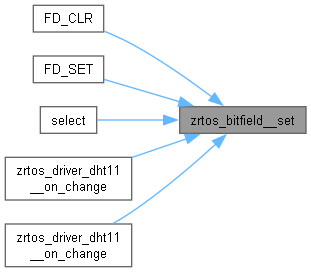 FD_CLR
FD_SET
select
zrtos_bitfield__set
zrtos_driver_dht11
__on_change
zrtos_driver_dht11
__on_change